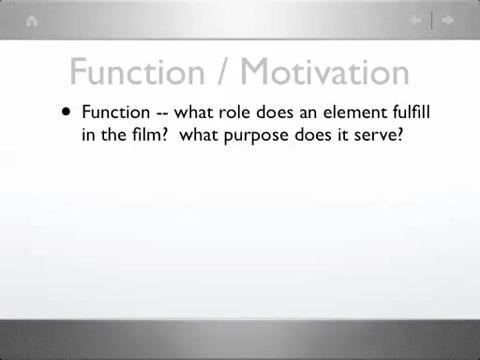 Function / Motivation
• Function -- what role does an element fulfill
in the film?  what purpose does it serve?